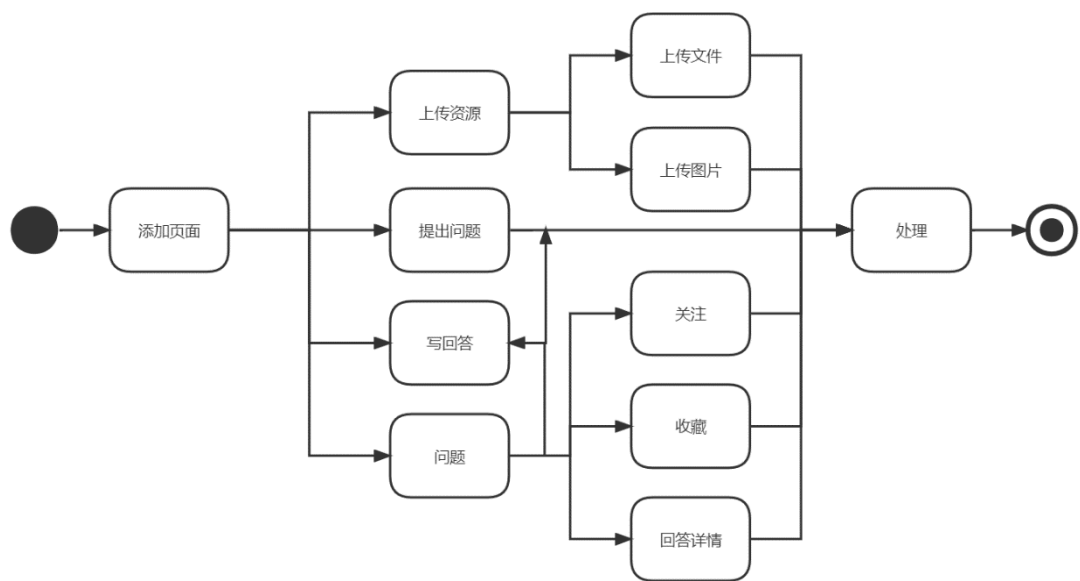 上传文件
上传资源
上传图片
添加页面
提出问题
处理
关注
写回答
收藏
问题
回答详情